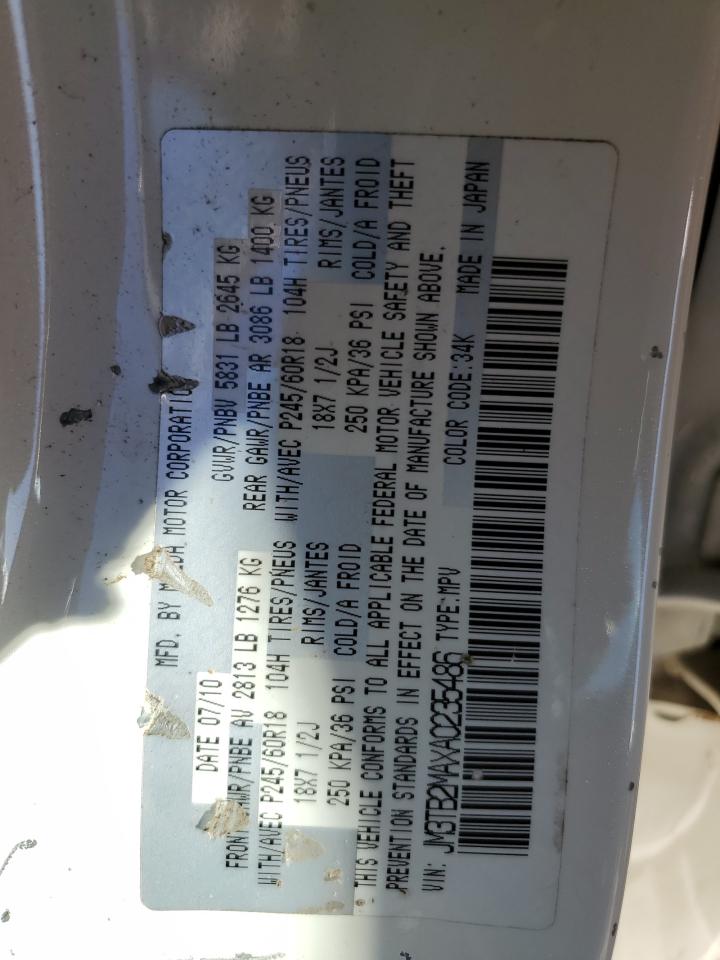 MFD. BY MAZDA MOTOR CORPORATION
DATE 07/10 GVWR/PNBV 5831 LB 2645 KG
FRONT GAWR/PNBE AV 2813 LB 1276 KG REAR GAWR/PNBE AR 3086 LB 1400 KG
WITH/AVEC P245/60R18 104H TIRES/PNEUS WITH/AVEC P245/60R18 104H TIRES/PNEUS
18X7 1/2J RIMS/JANTES 18X7 1/2J RIMS/JANTES
250 KPA/36 PSI COLD/A FROID 250 KPA/36 PSI COLD/A FROID
THIS VEHICLE CONFORMS TO ALL APPLICABLE FEDERAL MOTOR VEHICLE SAFETY AND THEFT
PREVENTION STANDARDS IN EFFECT ON THE DATE OF MANUFACTURE SHOWN ABOVE.
VIN: JM3TB2MAXA0235486 TYPE:MPV COLOR CODE:34K MADE IN JAPAN